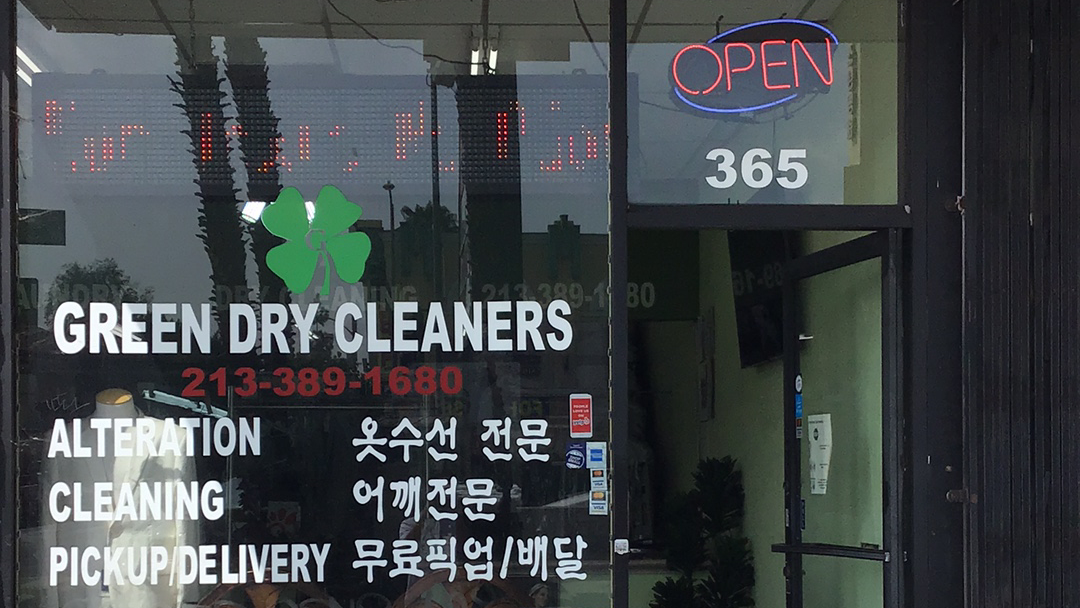 OPEN
365
GREEN DRY CLEANERS
213-389-1680
ALTERATION 옷수선 전문
CLEANING 어깨전문
PICKUP/DELIVERY 무료픽업/배달